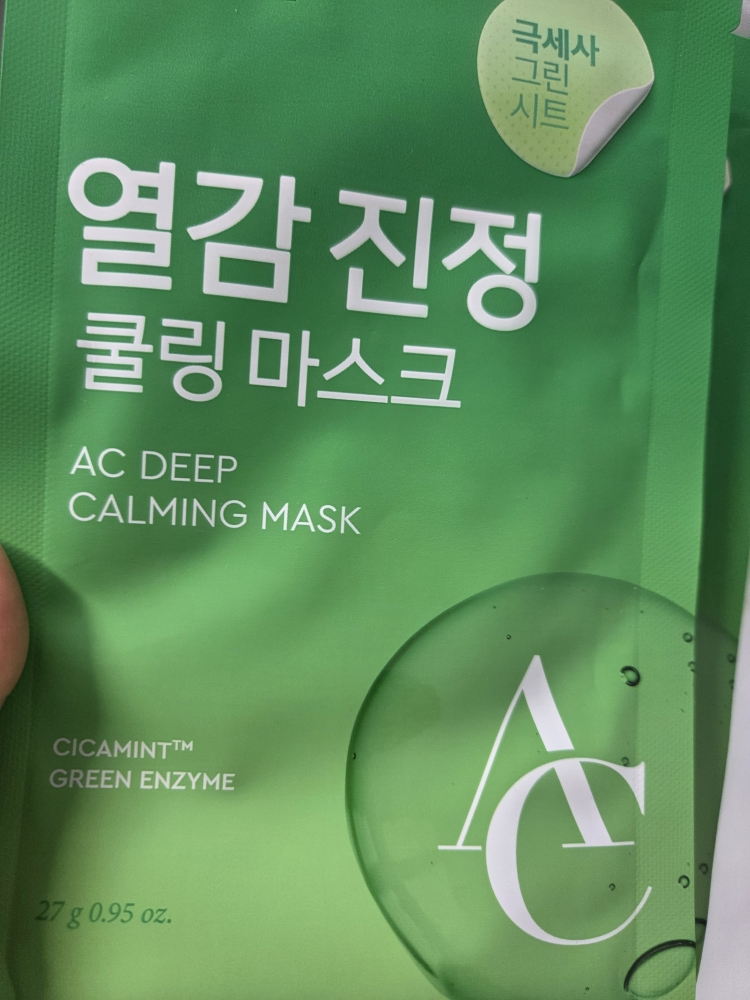 극세사
그린
시트
열감 진정
쿨링 마스크
AC DEEP
CALMING MASK
CICAMINT™
GREEN ENZYME
AC
27 g 0.95 oz.